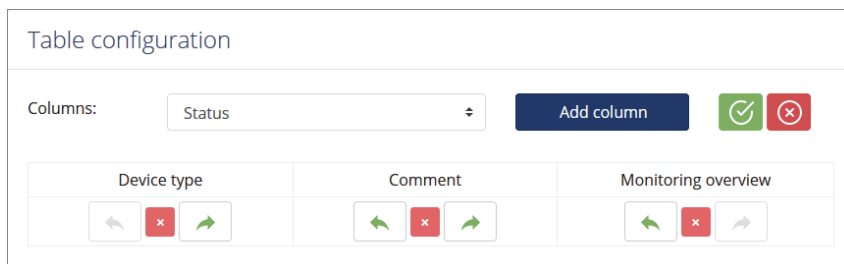 Table configuration
Columns:
Status
Add column
Device type
Comment
Monitoring overview